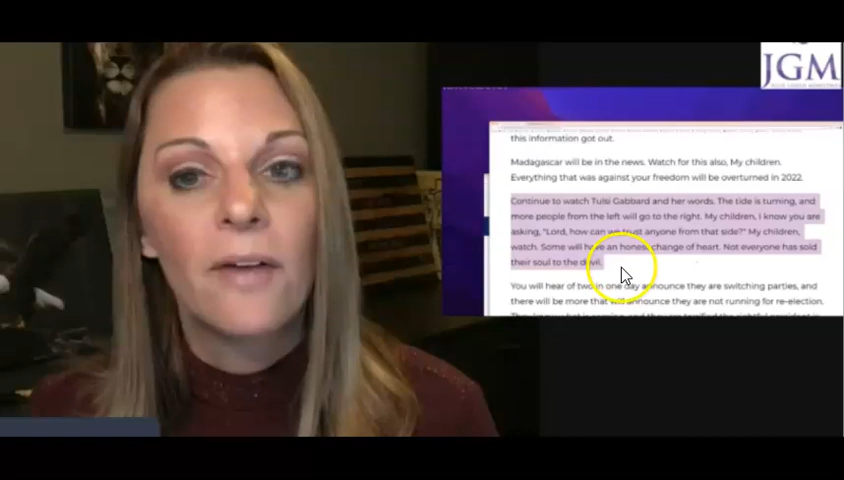 JGM
this information got out.
Madagascar will be in the news. Watch for this also, My children.
Everything that was against your freedom will be overturned in 2022.
Continue to watch Tulsi Gabbard and her words. The tide is turning, and
more people from the left will go to the right. My children, I know you are
asking, "Lord, how can we trust anyone from that side?" My children,
watch. Some will have an honest change of heart. Not everyone has sold
their soul to the devil.
You will hear of two in one day announce they are switching parties, and
there will be more that will announce they are not running for re-election.